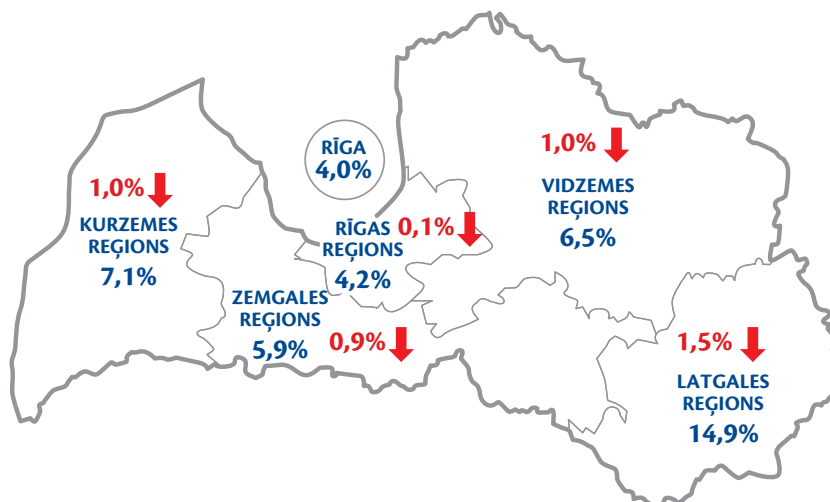 RĪGA
4,0%
1,0%
KURZEMES
REĢIONS
7,1%
1,0%
VIDZEMES
REĢIONS
6,5%
RĪGAS
REĢIONS
4,2%
0,1%
ZEMGALES
REĢIONS
5,9%
0,9%
1,5%
LATGALES
REĢIONS
14,9%